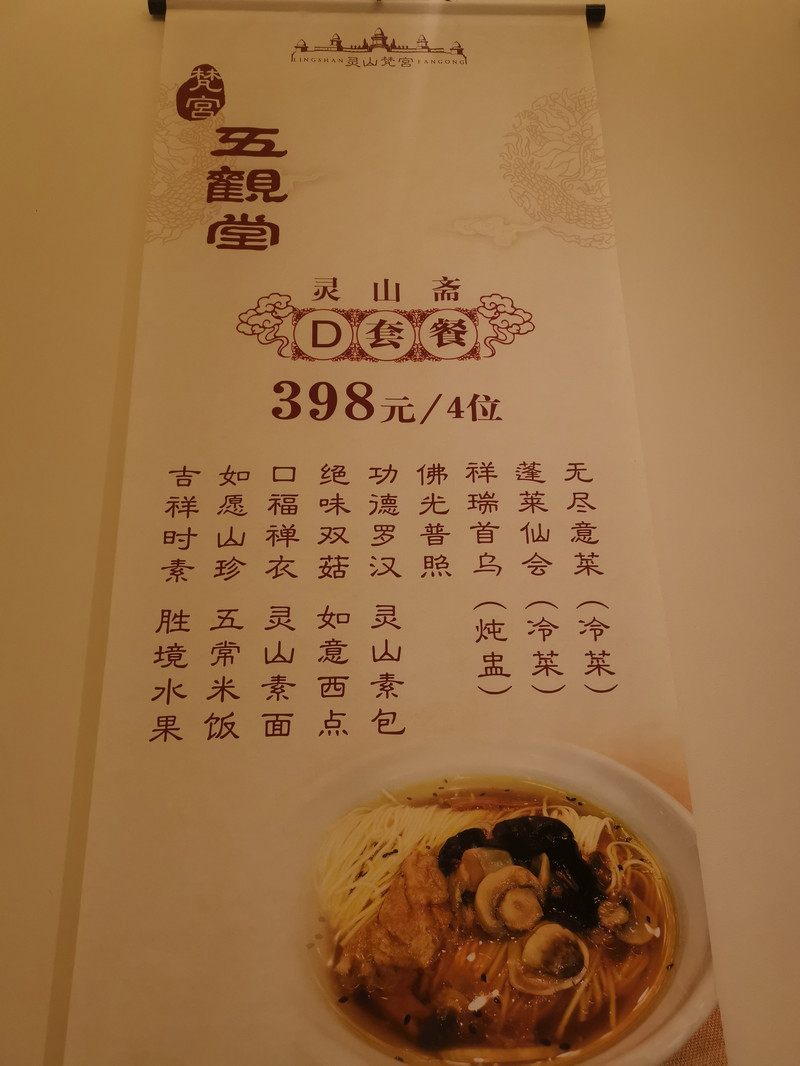 LINGSHAN 灵山梵宫 FANGONG
梵宫
五觀堂
灵山斋
D套餐
398元/4位
无尽意菜（冷菜）
蓬莱仙会（冷菜）
祥瑞首乌（炖盅）
佛光普照
功德罗汉
绝味双菇
口福禅衣
如愿山珍
吉祥时素
灵山素包
如意西点
灵山素面
五常米饭
胜境水果